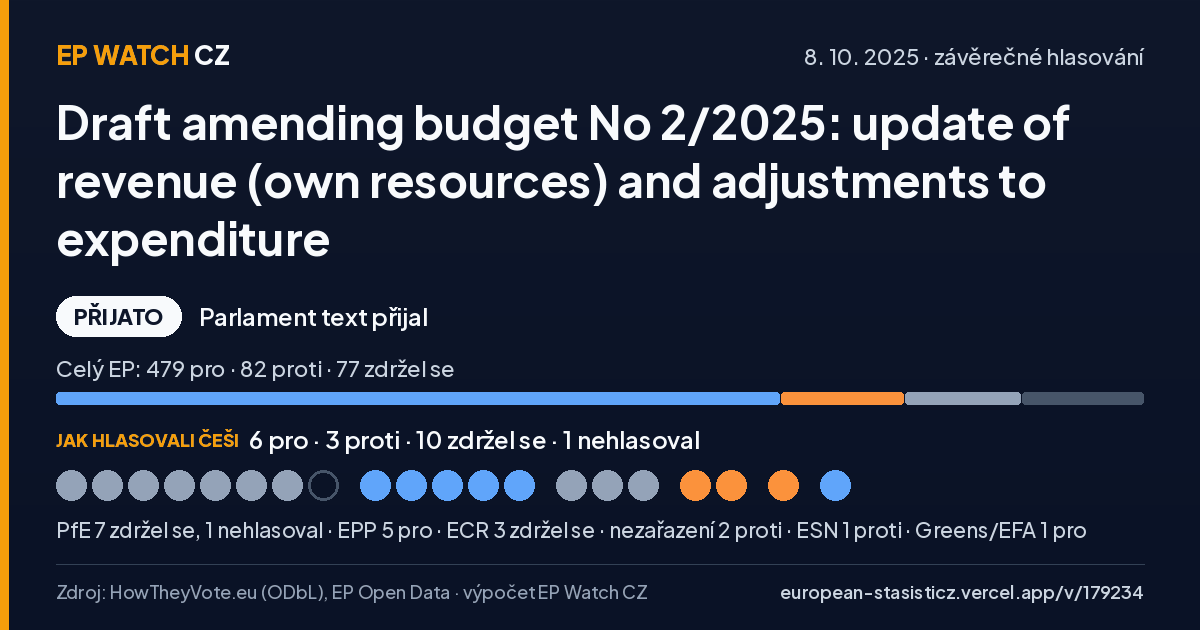 EP WATCH CZ
8. 10. 2025 · závěrečné hlasování
Draft amending budget No 2/2025: update of
revenue (own resources) and adjustments to
expenditure
PŘIJATO Parlament text přijal
Celý EP: 479 pro · 82 proti · 77 zdržel se
JAK HLASOVALI ČEŠI 6 pro · 3 proti · 10 zdržel se · 1 nehlasoval
PfE 7 zdržel se, 1 nehlasoval · EPP 5 pro · ECR 3 zdržel se · nezařazení 2 proti · ESN 1 proti · Greens/EFA 1 pro
Zdroj: HowTheyVote.eu (ODbL), EP Open Data · výpočet EP Watch CZ
european-stasisticz.vercel.app/v/179234